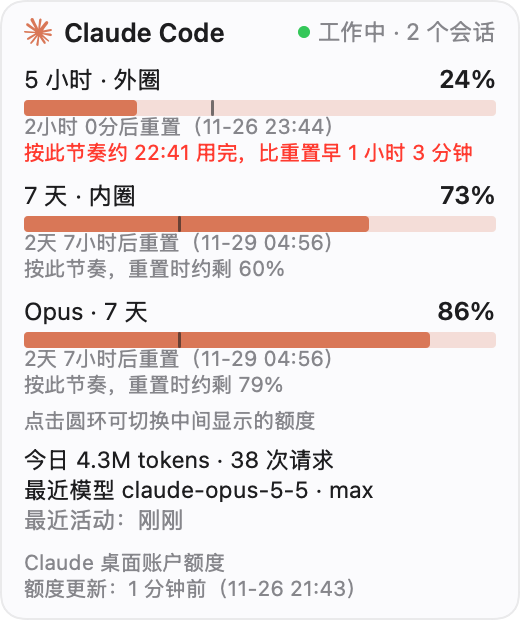 Claude Code
工作中 · 2 个会话
5 小时 · 外圈 24%
2小时 0分后重置（11-26 23:44）
按此节奏约 22:41 用完，比重置早 1 小时 3 分钟
7 天 · 内圈 73%
2天 7小时后重置（11-29 04:56）
按此节奏，重置时约剩 60%
Opus · 7 天 86%
2天 7小时后重置（11-29 04:56）
按此节奏，重置时约剩 79%
点击圆环可切换中间显示的额度
今日 4.3M tokens · 38 次请求
最近模型 claude-opus-5-5 · max
最近活动：刚刚
Claude 桌面账户额度
额度更新：1 分钟前（11-26 21:43）